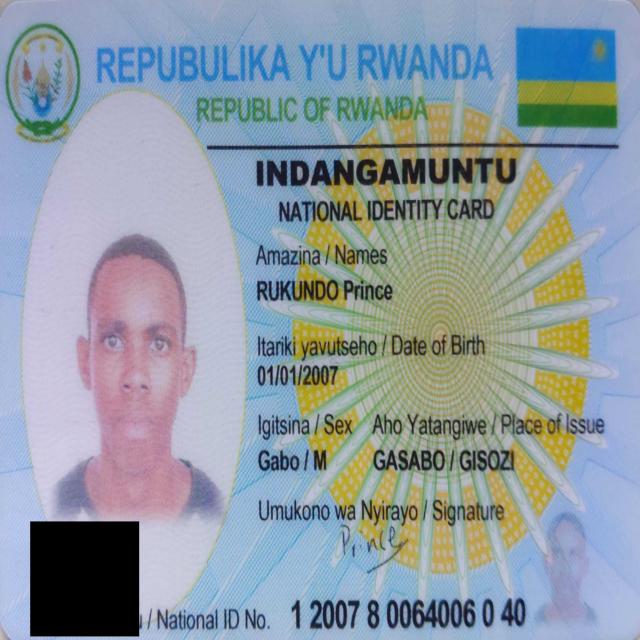 REPUBULIKA Y'U RWANDA
REPUBLIC OF RWANDA
INDANGAMUNTU
NATIONAL IDENTITY CARD
Amazina / Names
RUKUNDO Prince
Itariki yavutseho / Date of Birth
01/01/2007
Igitsina / Sex Aho Yatangiwe / Place of Issue
Gabo / M GASABO / GISOZI
Umukono wa Nyirayo / Signature
Prince
/ National ID No. 1 2007 8 0064006 0 40